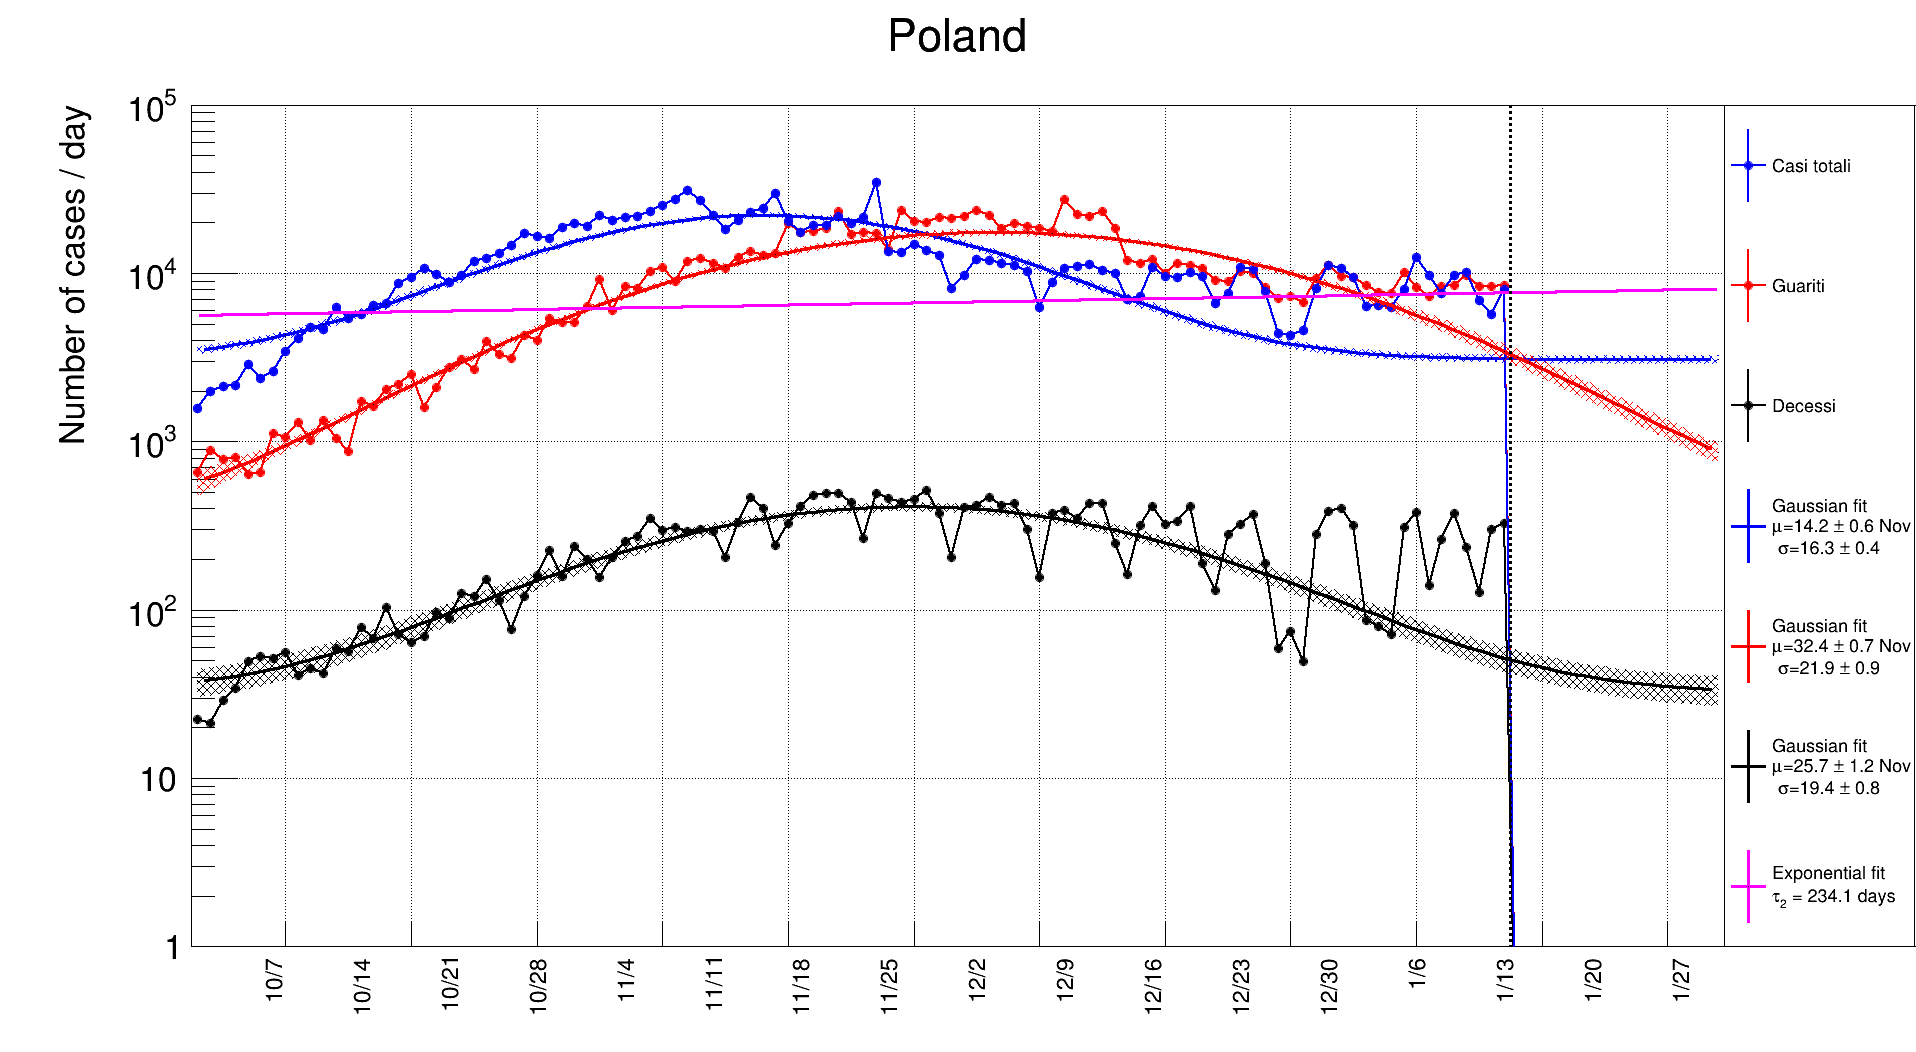 Poland
Number of cases / day
10^5
10^4
10^3
10^2
10
1
10/7
10/14
10/21
10/28
11/4
11/11
11/18
11/25
12/2
12/9
12/16
12/23
12/30
1/6
1/13
1/20
1/27
Casi totali
Guariti
Decessi
Gaussian fit
μ=14.2 ± 0.6 Nov
σ=16.3 ± 0.4
Gaussian fit
μ=32.4 ± 0.7 Nov
σ=21.9 ± 0.9
Gaussian fit
μ=25.7 ± 1.2 Nov
σ=19.4 ± 0.8
Exponential fit
τ₂ = 234.1 days